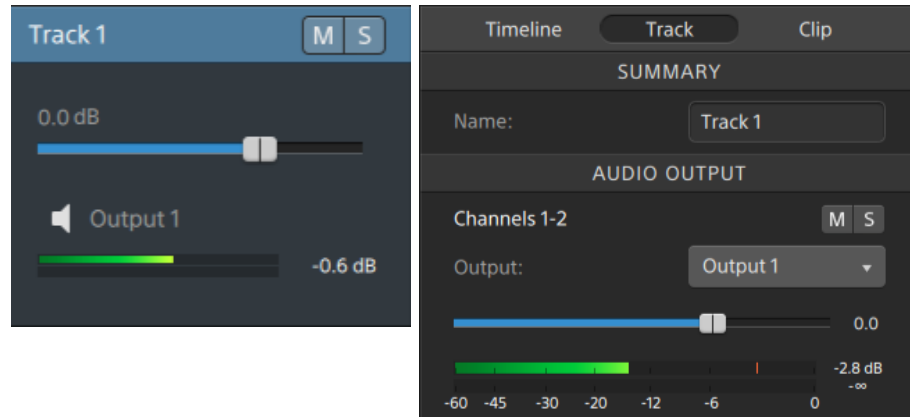 Track 1
M S
0.0 dB
Output 1
-0.6 dB
Timeline Track Clip
SUMMARY
Name: Track 1
AUDIO OUTPUT
Channels 1-2 M S
Output: Output 1
0.0
-2.8 dB
-∞
-60 -45 -30 -20 -12 -6 0